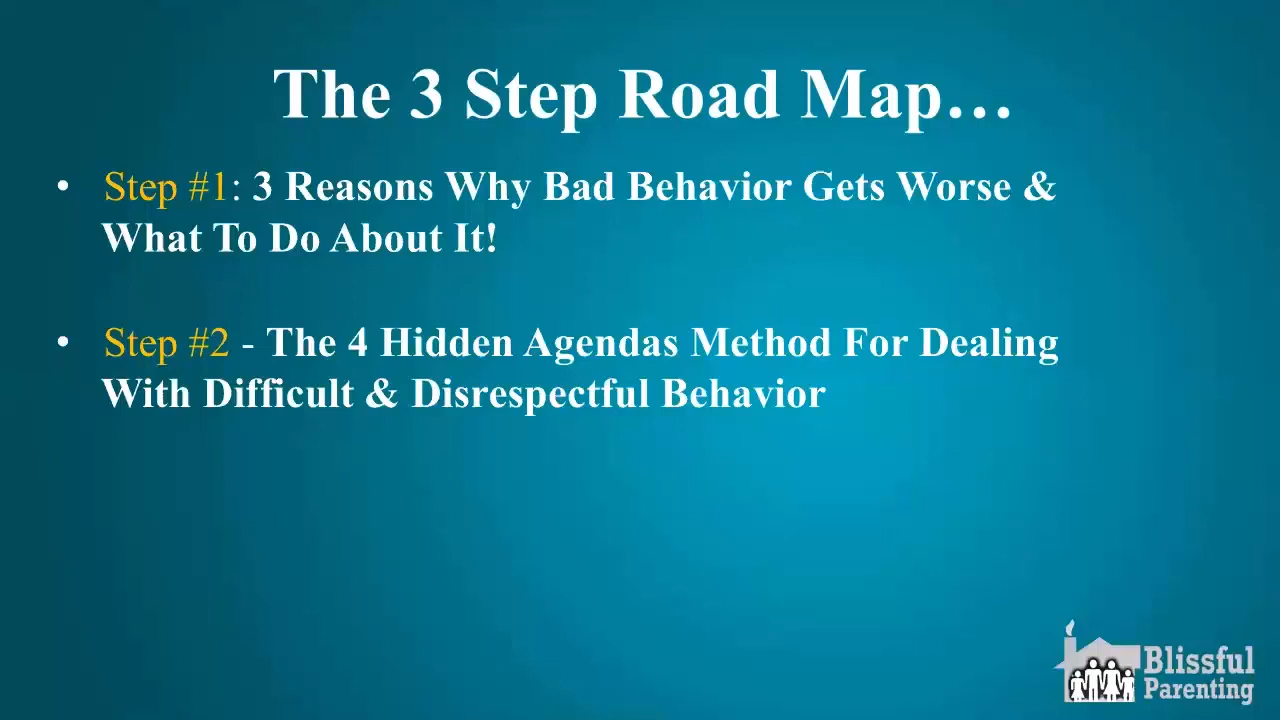 The 3 Step Road Map…
• Step #1: 3 Reasons Why Bad Behavior Gets Worse &
What To Do About It!
• Step #2 - The 4 Hidden Agendas Method For Dealing
With Difficult & Disrespectful Behavior
Blissful
Parenting